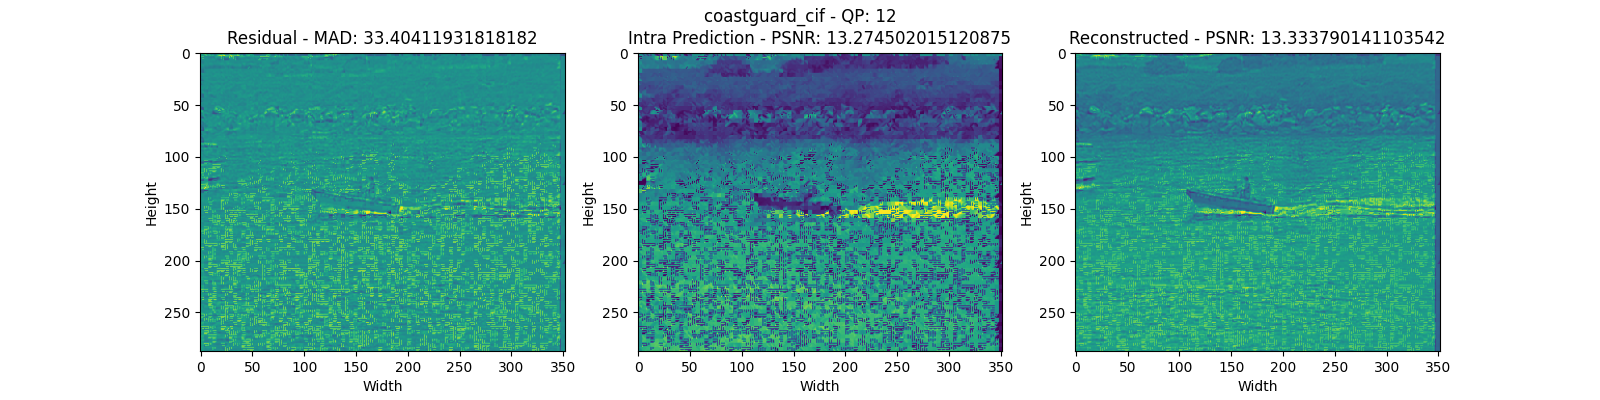 coastguard_cif - QP: 12
Residual - MAD: 33.40411931818182
Intra Prediction - PSNR: 13.274502015120875
Reconstructed - PSNR: 13.333790141103542
0
50
100
150
200
250
Height
0 50 100 150 200 250 300 350
Width
0
50
100
150
200
250
Height
0 50 100 150 200 250 300 350
Width
0
50
100
150
200
250
Height
0 50 100 150 200 250 300 350
Width